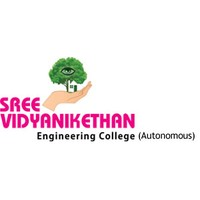 SREE
VIDYANIKETHAN
Engineering College (Autonomous)